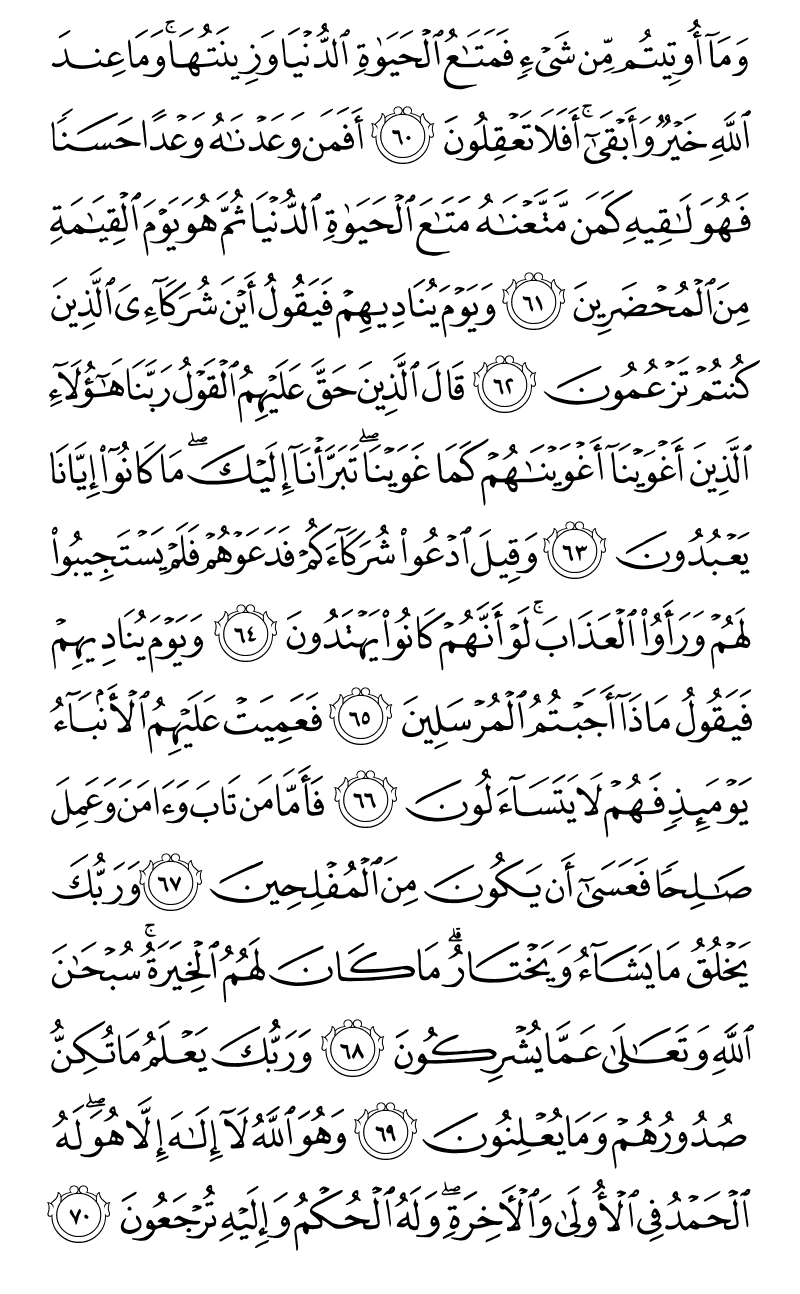 وَمَآ أُوتِيتُم مِّن شَىْءٍ فَمَتَـٰعُ ٱلْحَيَوٰةِ ٱلدُّنْيَا وَزِينَتُهَا ۚ وَمَا عِندَ
ٱللَّهِ خَيْرٌ وَأَبْقَىٰٓ ۚ أَفَلَا تَعْقِلُونَ ٦٠ أَفَمَن وَعَدْنَـٰهُ وَعْدًا حَسَنًا
فَهُوَ لَـٰقِيهِ كَمَن مَّتَّعْنَـٰهُ مَتَـٰعَ ٱلْحَيَوٰةِ ٱلدُّنْيَا ثُمَّ هُوَ يَوْمَ ٱلْقِيَـٰمَةِ
مِنَ ٱلْمُحْضَرِينَ ٦١ وَيَوْمَ يُنَادِيهِمْ فَيَقُولُ أَيْنَ شُرَكَآءِىَ ٱلَّذِينَ
كُنتُمْ تَزْعُمُونَ ٦٢ قَالَ ٱلَّذِينَ حَقَّ عَلَيْهِمُ ٱلْقَوْلُ رَبَّنَا هَـٰٓؤُلَآءِ
ٱلَّذِينَ أَغْوَيْنَآ أَغْوَيْنَـٰهُمْ كَمَا غَوَيْنَا ۖ تَبَرَّأْنَآ إِلَيْكَ ۖ مَا كَانُوٓا۟ إِيَّانَا
يَعْبُدُونَ ٦٣ وَقِيلَ ٱدْعُوا۟ شُرَكَآءَكُمْ فَدَعَوْهُمْ فَلَمْ يَسْتَجِيبُوا۟
لَهُمْ وَرَأَوُا۟ ٱلْعَذَابَ ۚ لَوْ أَنَّهُمْ كَانُوا۟ يَهْتَدُونَ ٦٤ وَيَوْمَ يُنَادِيهِمْ
فَيَقُولُ مَاذَآ أَجَبْتُمُ ٱلْمُرْسَلِينَ ٦٥ فَعَمِيَتْ عَلَيْهِمُ ٱلْأَنۢبَآءُ
يَوْمَئِذٍ فَهُمْ لَا يَتَسَآءَلُونَ ٦٦ فَأَمَّا مَن تَابَ وَءَامَنَ وَعَمِلَ
صَـٰلِحًا فَعَسَىٰٓ أَن يَكُونَ مِنَ ٱلْمُفْلِحِينَ ٦٧ وَرَبُّكَ
يَخْلُقُ مَا يَشَآءُ وَيَخْتَارُ ۗ مَا كَانَ لَهُمُ ٱلْخِيَرَةُ ۚ سُبْحَـٰنَ
ٱللَّهِ وَتَعَـٰلَىٰ عَمَّا يُشْرِكُونَ ٦٨ وَرَبُّكَ يَعْلَمُ مَا تُكِنُّ
صُدُورُهُمْ وَمَا يُعْلِنُونَ ٦٩ وَهُوَ ٱللَّهُ لَآ إِلَـٰهَ إِلَّا هُوَ ۖ لَهُ
ٱلْحَمْدُ فِى ٱلْأُولَىٰ وَٱلْـَٔاخِرَةِ ۖ وَلَهُ ٱلْحُكْمُ وَإِلَيْهِ تُرْجَعُونَ ٧٠